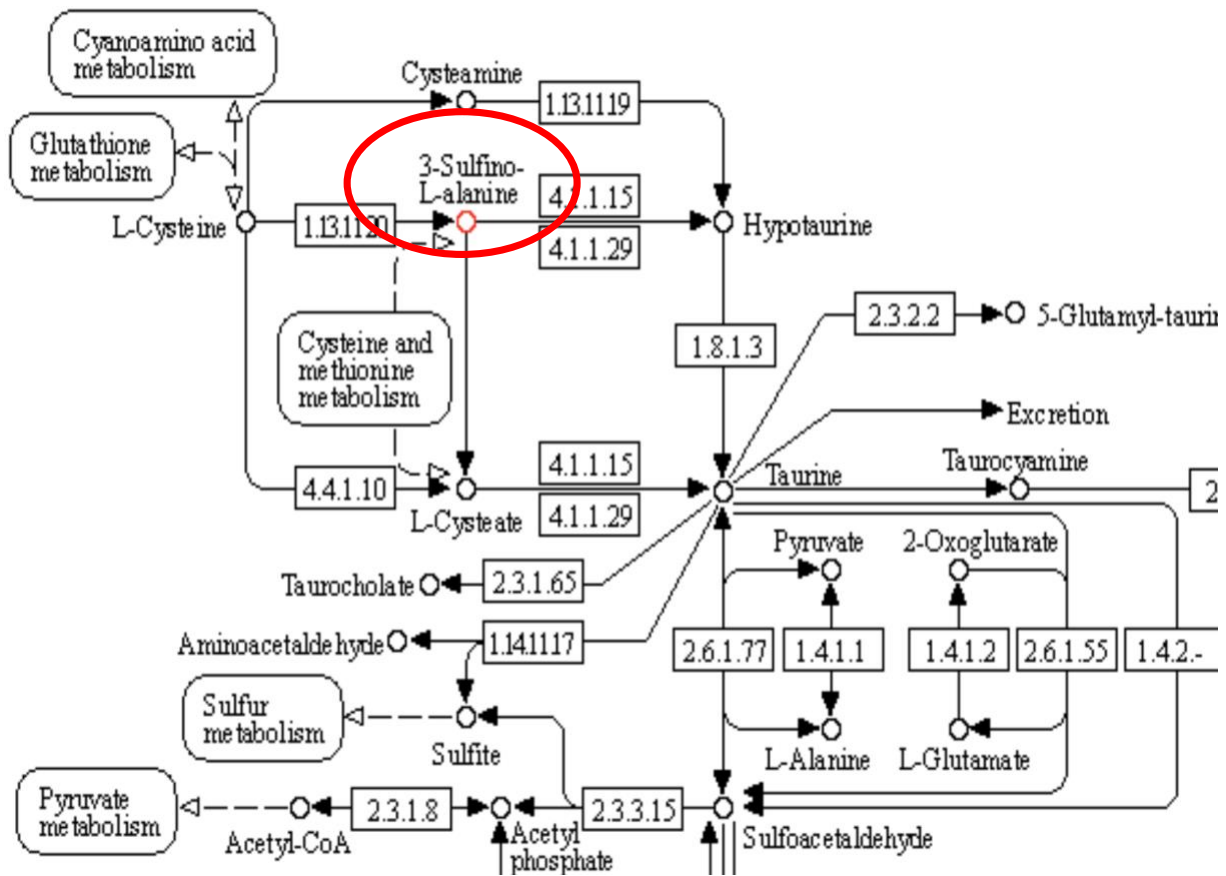 Cyanoamino acid
metabolism
Cysteamine
1.13.11.19
Glutathione
metabolism
3-Sulfino-
L-alanine
4.1.1.15
L-Cysteine
1.13.11.20
Hypotaurine
4.1.1.29
2.3.2.2
5-Glutamyl-taurin
Cysteine and
methionine
metabolism
1.8.1.3
Excretion
4.1.1.15
Taurine
Taurocyamine
4.4.1.10
2
L-Cysteate
4.1.1.29
Pyruvate
2-Oxoglutarate
Taurocholate
2.3.1.65
Aminoacetaldehyde
1.14.11.17
2.6.1.77
1.4.1.1
1.4.1.2
2.6.1.55
1.4.2.-
Sulfur
metabolism
Sulfite
L-Alanine
L-Glutamate
Pyruvate
metabolism
2.3.1.8
2.3.3.15
Acetyl-CoA
Acetyl
phosphate
Sulfoacetaldehyde